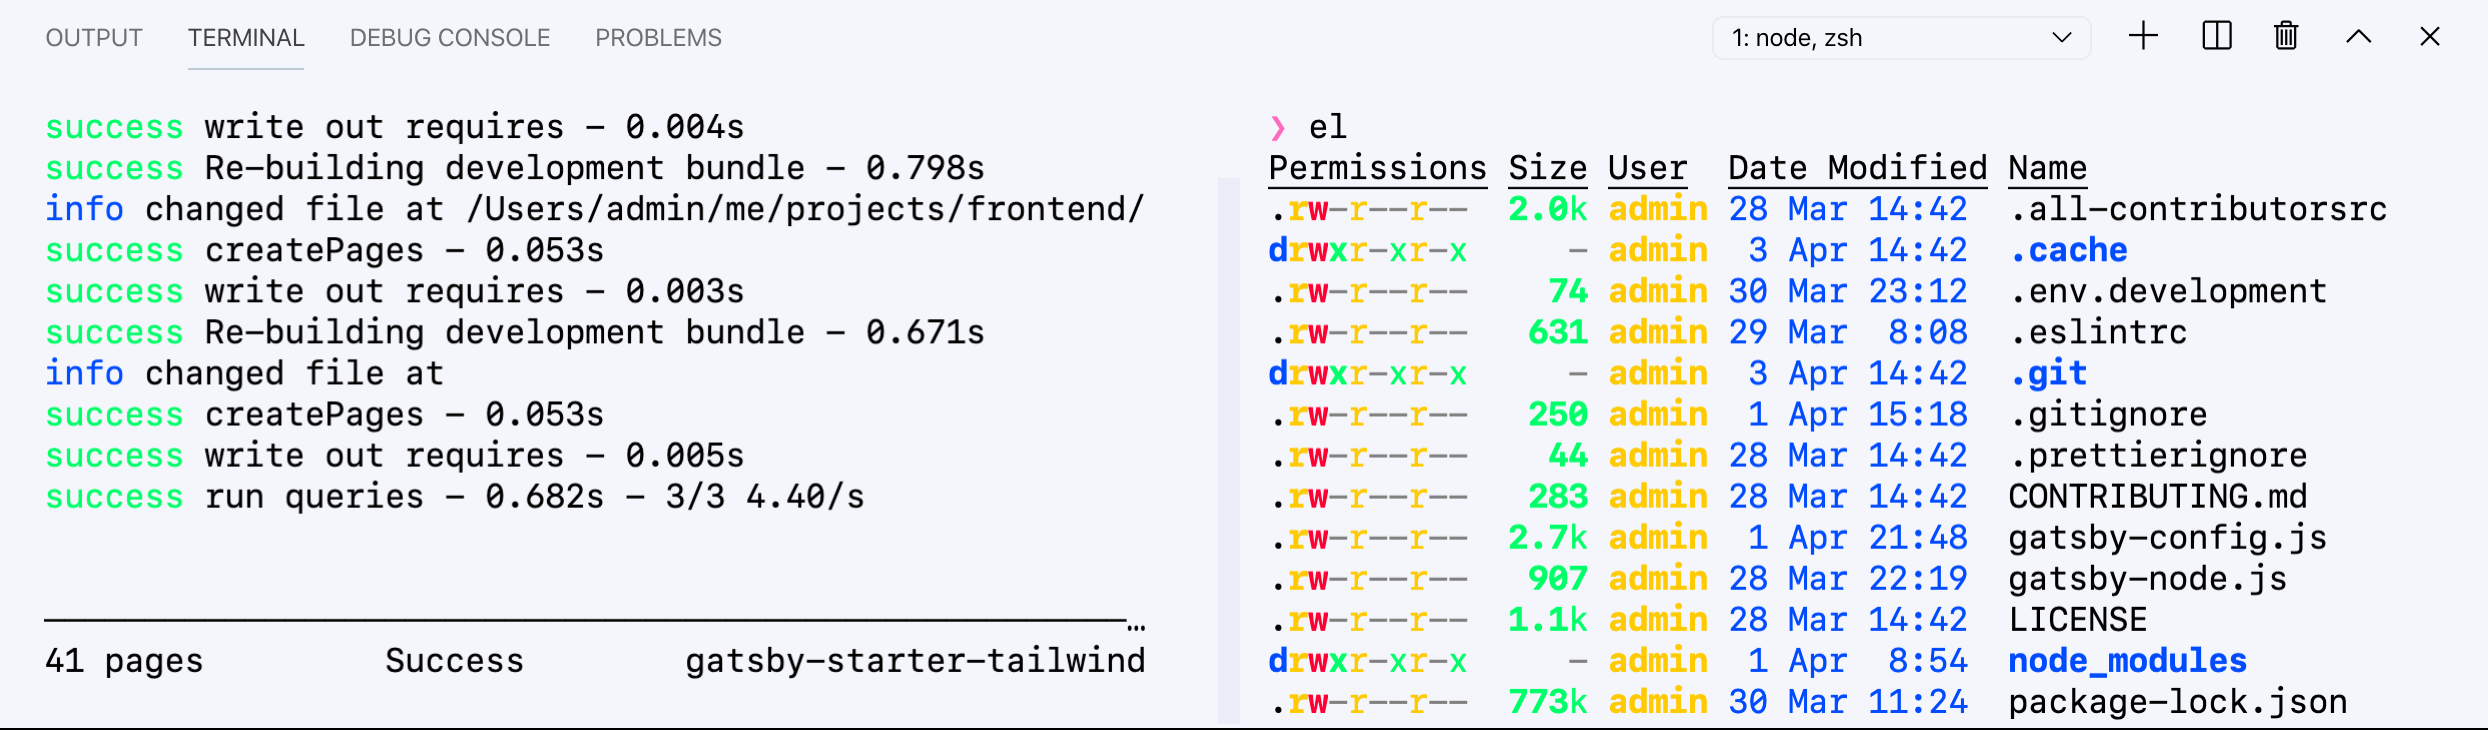 OUTPUT TERMINAL DEBUG CONSOLE PROBLEMS 1: node, zsh
success write out requires – 0.004s
success Re–building development bundle – 0.798s
info changed file at /Users/admin/me/projects/frontend/
success createPages – 0.053s
success write out requires – 0.003s
success Re–building development bundle – 0.671s
info changed file at
success createPages – 0.053s
success write out requires – 0.005s
success run queries – 0.682s – 3/3 4.40/s
…
41 pages Success gatsby–starter–tailwind
❯ el
Permissions Size User Date Modified Name
.rw–r––r–– 2.0k admin 28 Mar 14:42 .all–contributorsrc
drwxr–xr–x – admin 3 Apr 14:42 .cache
.rw–r––r–– 74 admin 30 Mar 23:12 .env.development
.rw–r––r–– 631 admin 29 Mar 8:08 .eslintrc
drwxr–xr–x – admin 3 Apr 14:42 .git
.rw–r––r–– 250 admin 1 Apr 15:18 .gitignore
.rw–r––r–– 44 admin 28 Mar 14:42 .prettierignore
.rw–r––r–– 283 admin 28 Mar 14:42 CONTRIBUTING.md
.rw–r––r–– 2.7k admin 1 Apr 21:48 gatsby–config.js
.rw–r––r–– 907 admin 28 Mar 22:19 gatsby–node.js
.rw–r––r–– 1.1k admin 28 Mar 14:42 LICENSE
drwxr–xr–x – admin 1 Apr 8:54 node_modules
.rw–r––r–– 773k admin 30 Mar 11:24 package–lock.json